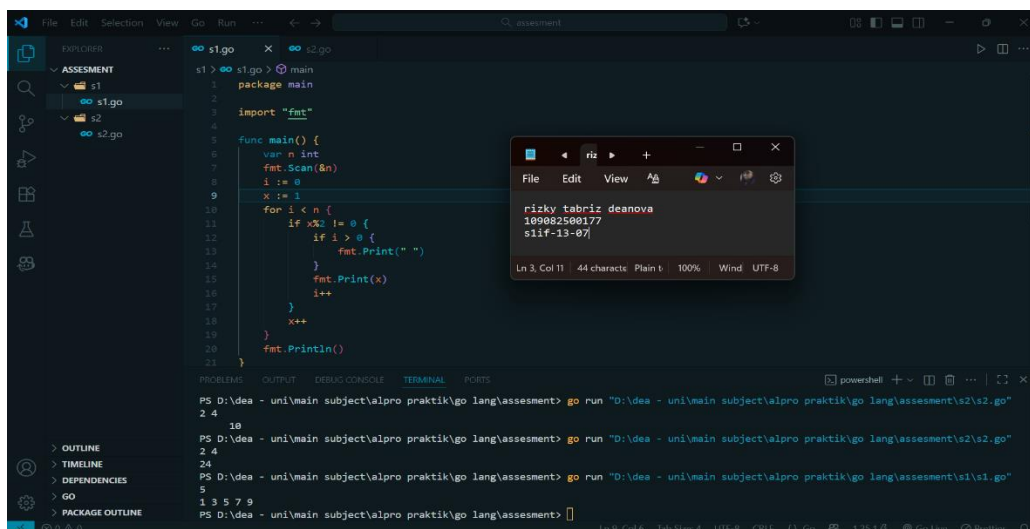 File Edit Selection View Go Run ... assesment
EXPLORER ...
ASSESMENT
s1
s1.go
s2
s2.go
OUTLINE
TIMELINE
DEPENDENCIES
GO
PACKAGE OUTLINE
s1.go s2.go
s1 > s1.go > main
1 package main
2
3 import "fmt"
4
5 func main() {
6 var n int
7 fmt.Scan(&n)
8 i := 0
9 x := 1
10 for i < n {
11 if x%2 != 0 {
12 if i > 0 {
13 fmt.Print(" ")
14 }
15 fmt.Print(x)
16 i++
17 }
18 x++
19 }
20 fmt.Println()
21 }
riz
File Edit View
rizky tabriz deanova
109082500177
s1if-13-07
Ln 3, Col 11 44 characte Plain t 100% Wind UTF-8
PROBLEMS OUTPUT DEBUG CONSOLE TERMINAL PORTS powershell
PS D:\dea - uni\main subject\alpro praktik\go lang\assesment> go run "D:\dea - uni\main subject\alpro praktik\go lang\assesment\s2\s2.go"
2 4
10
PS D:\dea - uni\main subject\alpro praktik\go lang\assesment> go run "D:\dea - uni\main subject\alpro praktik\go lang\assesment\s2\s2.go"
2 4
24
PS D:\dea - uni\main subject\alpro praktik\go lang\assesment> go run "D:\dea - uni\main subject\alpro praktik\go lang\assesment\s1\s1.go"
5
1 3 5 7 9
PS D:\dea - uni\main subject\alpro praktik\go lang\assesment>